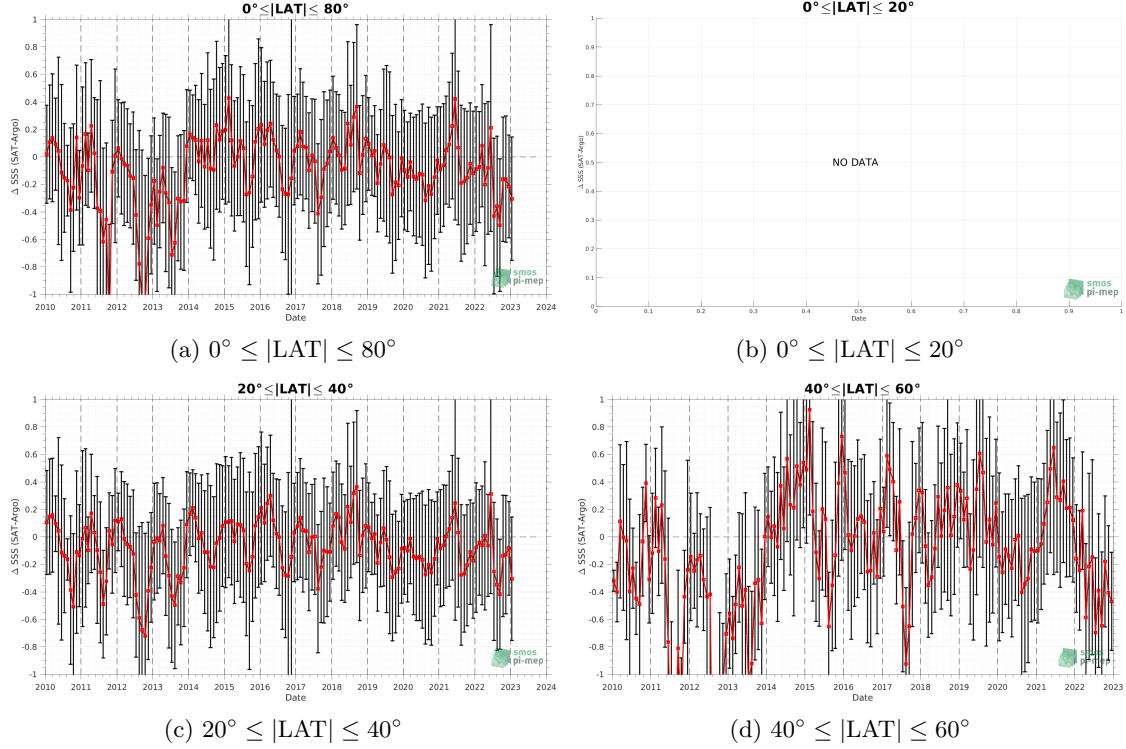 0°≤|LAT|≤ 80°
1
0.8
0.6
0.4
0.2
0
-0.2
-0.4
-0.6
-0.8
-1
Δ SSS (SAT-Argo)
2010 2011 2012 2013 2014 2015 2016 2017 2018 2019 2020 2021 2022 2023 2024
Date
smos
pi-mep
(a) 0° ≤ |LAT| ≤ 80°
0°≤|LAT|≤ 20°
1
0.9
0.8
0.7
0.6
0.5
0.4
0.3
0.2
0.1
0
Δ SSS (SAT-Argo)
NO DATA
0 0.1 0.2 0.3 0.4 0.5 0.6 0.7 0.8 0.9 1
Date
smos
pi-mep
(b) 0° ≤ |LAT| ≤ 20°
20°≤|LAT|≤ 40°
1
0.8
0.6
0.4
0.2
0
-0.2
-0.4
-0.6
-0.8
-1
Δ SSS (SAT-Argo)
2010 2011 2012 2013 2014 2015 2016 2017 2018 2019 2020 2021 2022 2023 2024
Date
smos
pi-mep
(c) 20° ≤ |LAT| ≤ 40°
40°≤|LAT|≤ 60°
1
0.8
0.6
0.4
0.2
0
-0.2
-0.4
-0.6
-0.8
-1
Δ SSS (SAT-Argo)
2010 2011 2012 2013 2014 2015 2016 2017 2018 2019 2020 2021 2022 2023
Date
smos
pi-mep
(d) 40° ≤ |LAT| ≤ 60°